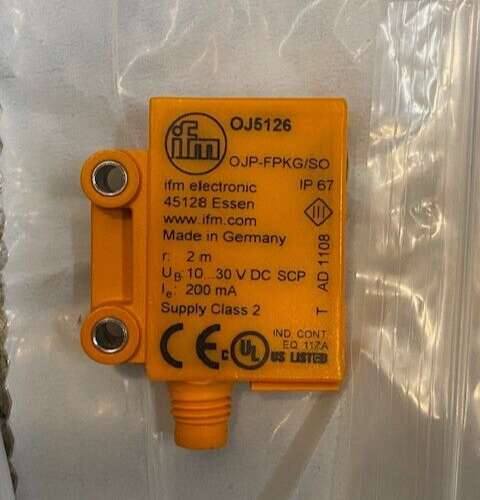 ifm
OJ5126
OJP-FPKG/SO
ifm electronic
IP 67
45128 Essen
www.ifm.com
Made in Germany
r: 2 m
UB: 10...30 V DC SCP
Ie: 200 mA
Supply Class 2
T AD 1108
CE
c UL US LISTED
IND. CONT.
EQ. 117A